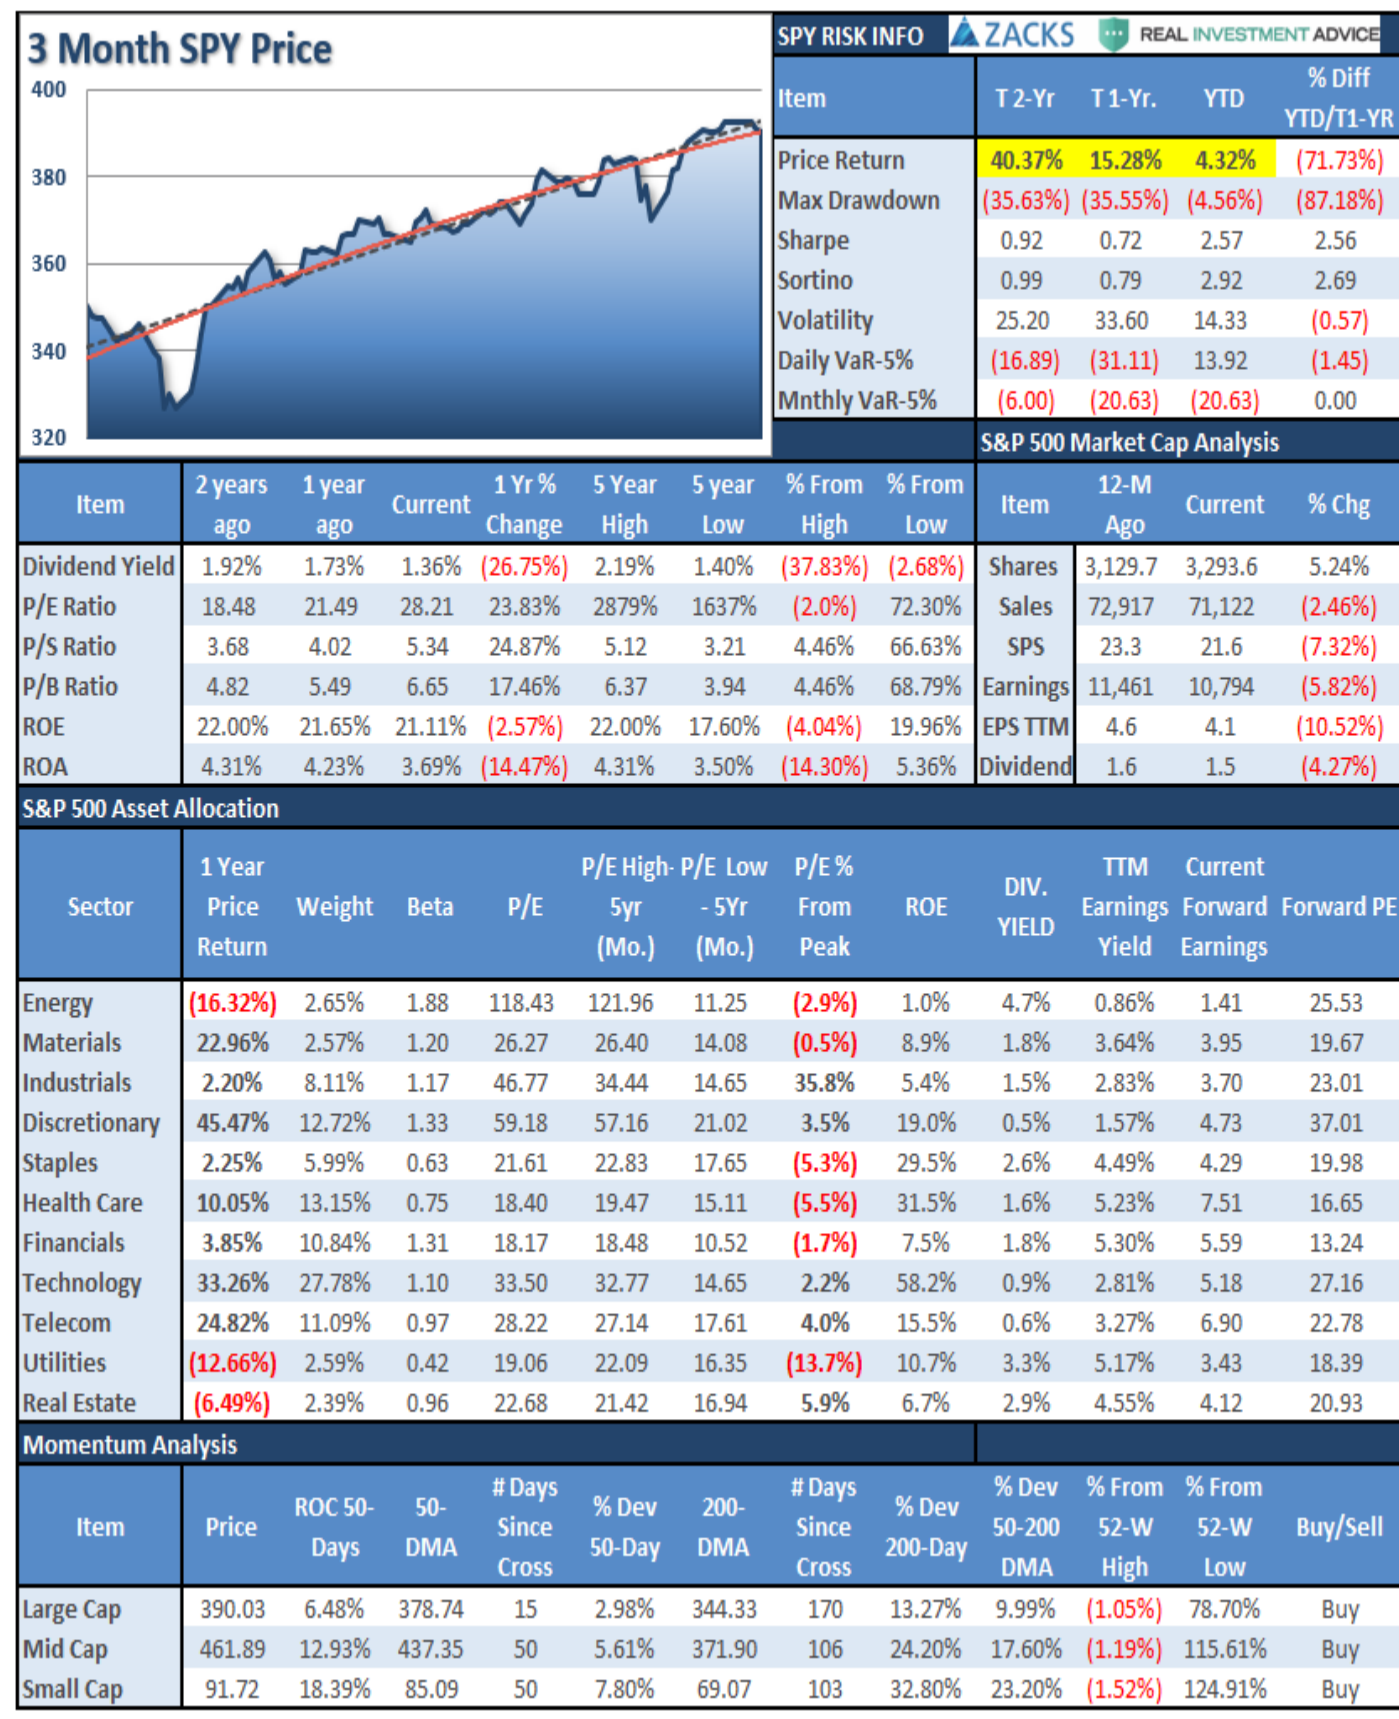 3 Month SPY Price
400
380
360
340
320
SPY RISK INFO ZACKS REAL INVESTMENT ADVICE
Item T 2-Yr T 1-Yr. YTD % Diff YTD/T1-YR
Price Return 40.37% 15.28% 4.32% (71.73%)
Max Drawdown (35.63%) (35.55%) (4.56%) (87.18%)
Sharpe 0.92 0.72 2.57 2.56
Sortino 0.99 0.79 2.92 2.69
Volatility 25.20 33.60 14.33 (0.57)
Daily VaR-5% (16.89) (31.11) 13.92 (1.45)
Mnthly VaR-5% (6.00) (20.63) (20.63) 0.00
S&P 500 Market Cap Analysis
Item 2 years ago 1 year ago Current 1 Yr % Change 5 Year High 5 year Low % From High % From Low Item 12-M Ago Current % Chg
Dividend Yield 1.92% 1.73% 1.36% (26.75%) 2.19% 1.40% (37.83%) (2.68%) Shares 3,129.7 3,293.6 5.24%
P/E Ratio 18.48 21.49 28.21 23.83% 2879% 1637% (2.0%) 72.30% Sales 72,917 71,122 (2.46%)
P/S Ratio 3.68 4.02 5.34 24.87% 5.12 3.21 4.46% 66.63% SPS 23.3 21.6 (7.32%)
P/B Ratio 4.82 5.49 6.65 17.46% 6.37 3.94 4.46% 68.79% Earnings 11,461 10,794 (5.82%)
ROE 22.00% 21.65% 21.11% (2.57%) 22.00% 17.60% (4.04%) 19.96% EPS TTM 4.6 4.1 (10.52%)
ROA 4.31% 4.23% 3.69% (14.47%) 4.31% 3.50% (14.30%) 5.36% Dividend 1.6 1.5 (4.27%)
S&P 500 Asset Allocation
Sector 1 Year Price Return Weight Beta P/E P/E High- 5yr (Mo.) P/E Low - 5Yr (Mo.) P/E % From Peak ROE DIV. YIELD TTM Earnings Yield Current Forward Earnings Forward PE
Energy (16.32%) 2.65% 1.88 118.43 121.96 11.25 (2.9%) 1.0% 4.7% 0.86% 1.41 25.53
Materials 22.96% 2.57% 1.20 26.27 26.40 14.08 (0.5%) 8.9% 1.8% 3.64% 3.95 19.67
Industrials 2.20% 8.11% 1.17 46.77 34.44 14.65 35.8% 5.4% 1.5% 2.83% 3.70 23.01
Discretionary 45.47% 12.72% 1.33 59.18 57.16 21.02 3.5% 19.0% 0.5% 1.57% 4.73 37.01
Staples 2.25% 5.99% 0.63 21.61 22.83 17.65 (5.3%) 29.5% 2.6% 4.49% 4.29 19.98
Health Care 10.05% 13.15% 0.75 18.40 19.47 15.11 (5.5%) 31.5% 1.6% 5.23% 7.51 16.65
Financials 3.85% 10.84% 1.31 18.17 18.48 10.52 (1.7%) 7.5% 1.8% 5.30% 5.59 13.24
Technology 33.26% 27.78% 1.10 33.50 32.77 14.65 2.2% 58.2% 0.9% 2.81% 5.18 27.16
Telecom 24.82% 11.09% 0.97 28.22 27.14 17.61 4.0% 15.5% 0.6% 3.27% 6.90 22.78
Utilities (12.66%) 2.59% 0.42 19.06 22.09 16.35 (13.7%) 10.7% 3.3% 5.17% 3.43 18.39
Real Estate (6.49%) 2.39% 0.96 22.68 21.42 16.94 5.9% 6.7% 2.9% 4.55% 4.12 20.93
Momentum Analysis
Item Price ROC 50-Days 50-DMA # Days Since Cross % Dev 50-Day 200-DMA # Days Since Cross % Dev 200-Day % Dev 50-200 DMA % From 52-W High % From 52-W Low Buy/Sell
Large Cap 390.03 6.48% 378.74 15 2.98% 344.33 170 13.27% 9.99% (1.05%) 78.70% Buy
Mid Cap 461.89 12.93% 437.35 50 5.61% 371.90 106 24.20% 17.60% (1.19%) 115.61% Buy
Small Cap 91.72 18.39% 85.09 50 7.80% 69.07 103 32.80% 23.20% (1.52%) 124.91% Buy